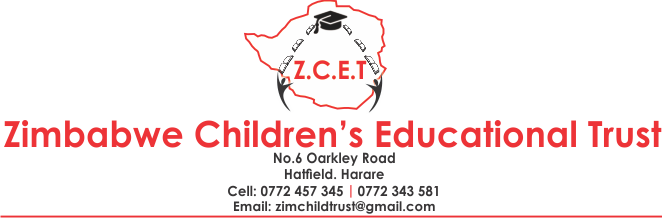 Z.C.E.T
Zimbabwe Children's Educational Trust
No.6 Oarkley Road
Hatfield. Harare
Cell: 0772 457 345 | 0772 343 581
Email: zimchildtrust@gmail.com